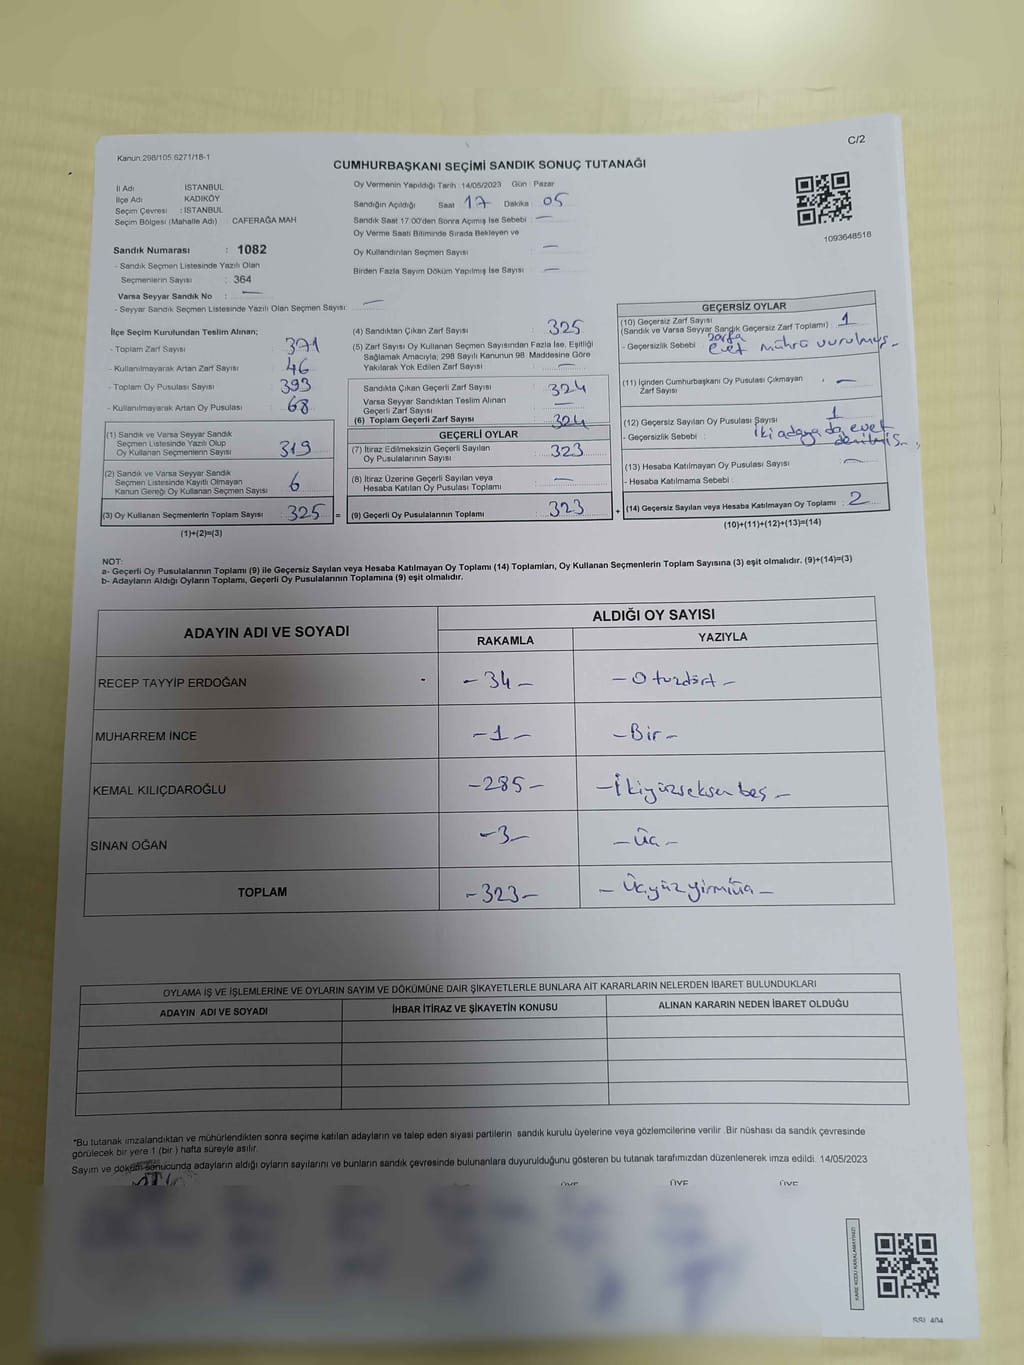 C/2
Kanun:298/105.6271/18-1
CUMHURBAŞKANI SEÇİMİ SANDIK SONUÇ TUTANAĞI
İl Adı İSTANBUL
İlçe Adı KADIKÖY
Seçim Çevresi : İSTANBUL
Seçim Bölgesi (Mahalle Adı) : CAFERAĞA MAH
Oy Vermenin Yapıldığı Tarih : 14/05/2023 Gün : Pazar
Sandığın Açıldığı Saat 17 Dakika : 05
Sandık Saat 17.00'den Sonra Açımış İse Sebebi : —
Oy Verme Saati Bitiminde Sırada Bekleyen ve
Oy Kullandırılan Seçmen Sayısı —
Birden Fazla Sayım Döküm Yapılmış İse Sayısı —
1093648518
Sandık Numarası : 1082
- Sandık Seçmen Listesinde Yazılı Olan
Seçmenlerin Sayısı : 364
Varsa Seyyar Sandık No : —
- Seyyar Sandık Seçmen Listesinde Yazılı Olan Seçmen Sayısı: —
İlçe Seçim Kurulundan Teslim Alınan;
- Toplam Zarf Sayısı : 371
- Kullanılmayarak Artan Zarf Sayısı : 46
- Toplam Oy Pusulası Sayısı : 393
- Kullanılmayarak Artan Oy Pusulası : 68
(1) Sandık ve Varsa Seyyar Sandık
Seçmen Listesinde Yazılı Olup
Oy Kullanan Seçmenlerin Sayısı : 319
(2) Sandık ve Varsa Seyyar Sandık
Seçmen Listesinde Kayıtlı Olmayan
Kanun Gereği Oy Kullanan Seçmen Sayısı : 6
(3) Oy Kullanan Seçmenlerin Toplam Sayısı : 325 =
(1)+(2)=(3)
(4) Sandıktan Çıkan Zarf Sayısı : 325
(5) Zarf Sayısı Oy Kullanan Seçmen Sayısından Fazla İse, Eşitliği
Sağlamak Amacıyla; 298 Sayılı Kanunun 98. Maddesine Göre
Yakılarak Yok Edilen Zarf Sayısı : —
Sandıkta Çıkan Geçerli Zarf Sayısı : 324
Varsa Seyyar Sandıktan Teslim Alınan
Geçerli Zarf Sayısı : —
(6) Toplam Geçerli Zarf Sayısı : 324
GEÇERLİ OYLAR
(7) İtiraz Edilmeksizin Geçerli Sayılan
Oy Pusulalarının Sayısı : 323
(8) İtiraz Üzerine Geçerli Sayılan veya
Hesaba Katılan Oy Pusulası Toplamı : —
(9) Geçerli Oy Pusulalarının Toplamı : 323 +
GEÇERSİZ OYLAR
(10) Geçersiz Zarf Sayısı
(Sandık ve Varsa Seyyar Sandık Geçersiz Zarf Toplamı) : 1
- Geçersizlik Sebebi : zarfa
evet mührü vurulmuş.
(11) İçinden Cumhurbaşkanı Oy Pusulası Çıkmayan
Zarf Sayısı : —
(12) Geçersiz Sayılan Oy Pusulası Sayısı : 1
- Geçersizlik Sebebi : iki adaya da evet
denilmiş.
(13) Hesaba Katılmayan Oy Pusulası Sayısı : —
- Hesaba Katılmama Sebebi :
(14) Geçersiz Sayılan veya Hesaba Katılmayan Oy Toplamı : 2
(10)+(11)+(12)+(13)=(14)
NOT:
a- Geçerli Oy Pusulalarının Toplamı (9) ile Geçersiz Sayılan veya Hesaba Katılmayan Oy Toplamı (14) Toplamları, Oy Kullanan Seçmenlerin Toplam Sayısına (3) eşit olmalıdır. (9)+(14)=(3)
b- Adayların Aldığı Oyların Toplamı, Geçerli Oy Pusulalarının Toplamına (9) eşit olmalıdır.
ADAYIN ADI VE SOYADI
ALDIĞI OY SAYISI
RAKAMLA YAZIYLA
RECEP TAYYİP ERDOĞAN - 34 - - Otuzdört -
MUHARREM İNCE - 1 - - Bir -
KEMAL KILIÇDAROĞLU - 285 - - İkiyüzseksen beş -
SİNAN OĞAN - 3 - - Üç -
TOPLAM - 323 - - Üçyüz yirmiüç -
OYLAMA İŞ VE İŞLEMLERİNE VE OYLARIN SAYIM VE DÖKÜMÜNE DAİR ŞİKAYETLERLE BUNLARA AİT KARARLARIN NELERDEN İBARET BULUNDUKLARI
ADAYIN ADI VE SOYADI İHBAR İTİRAZ VE ŞİKAYETİN KONUSU ALINAN KARARIN NEDEN İBARET OLDUĞU
*Bu tutanak imzalandıktan ve mühürlendikten sonra seçime katılan adayların ve talep eden siyasi partilerin sandık kurulu üyelerine veya gözlemcilerine verilir. Bir nüshası da sandık çevresinde
görülecek bir yere 1 (bir ) hafta süreyle asılır.
Sayım ve döküm sonucunda adayların aldığı oyların sayılarını ve bunların sandık çevresinde bulunanlara duyurulduğunu gösteren bu tutanak tarafımızdan düzenlenerek imza edildi. 14/05/2023
ÜYE ÜYE ÜYE
KARE KODU KARALAMAYINIZ!